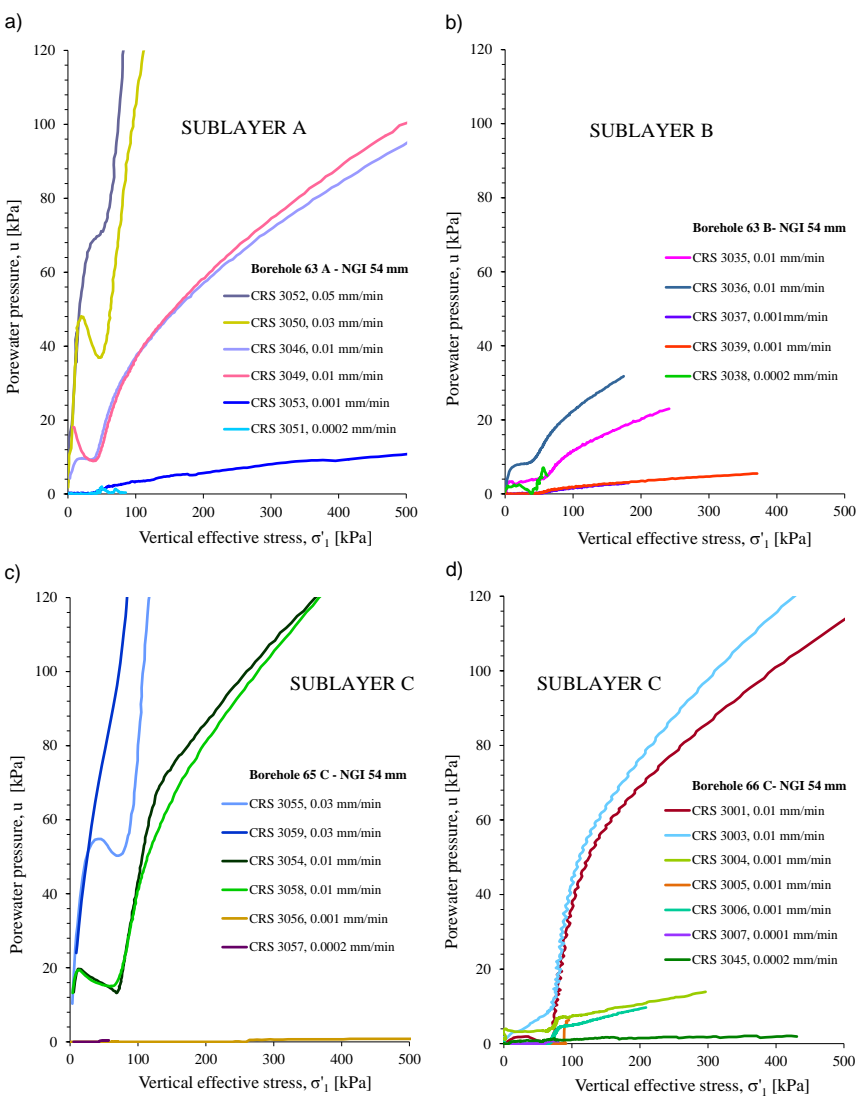 a)
120
100
80
60
40
20
0
Porewater pressure, u [kPa]
SUBLAYER A
Borehole 63 A - NGI 54 mm
CRS 3052, 0.05 mm/min
CRS 3050, 0.03 mm/min
CRS 3046, 0.01 mm/min
CRS 3049, 0.01 mm/min
CRS 3053, 0.001 mm/min
CRS 3051, 0.0002 mm/min
0 100 200 300 400 500
Vertical effective stress, σ'1 [kPa]
b)
120
100
80
60
40
20
0
Porewater pressure, u [kPa]
SUBLAYER B
Borehole 63 B- NGI 54 mm
CRS 3035, 0.01 mm/min
CRS 3036, 0.01 mm/min
CRS 3037, 0.001mm/min
CRS 3039, 0.001 mm/min
CRS 3038, 0.0002 mm/min
0 100 200 300 400 500
Vertical effective stress, σ'1 [kPa]
c)
120
100
80
60
40
20
0
Porewater pressure, u [kPa]
SUBLAYER C
Borehole 65 C - NGI 54 mm
CRS 3055, 0.03 mm/min
CRS 3059, 0.03 mm/min
CRS 3054, 0.01 mm/min
CRS 3058, 0.01 mm/min
CRS 3056, 0.001 mm/min
CRS 3057, 0.0002 mm/min
0 100 200 300 400 500
Vertical effective stress, σ'1 [kPa]
d)
120
100
80
60
40
20
0
Porewater pressure, u [kPa]
SUBLAYER C
Borehole 66 C- NGI 54 mm
CRS 3001, 0.01 mm/min
CRS 3003, 0.01 mm/min
CRS 3004, 0.001 mm/min
CRS 3005, 0.001 mm/min
CRS 3006, 0.001 mm/min
CRS 3007, 0.0001 mm/min
CRS 3045, 0.0002 mm/min
0 100 200 300 400 500
Vertical effective stress, σ'1 [kPa]